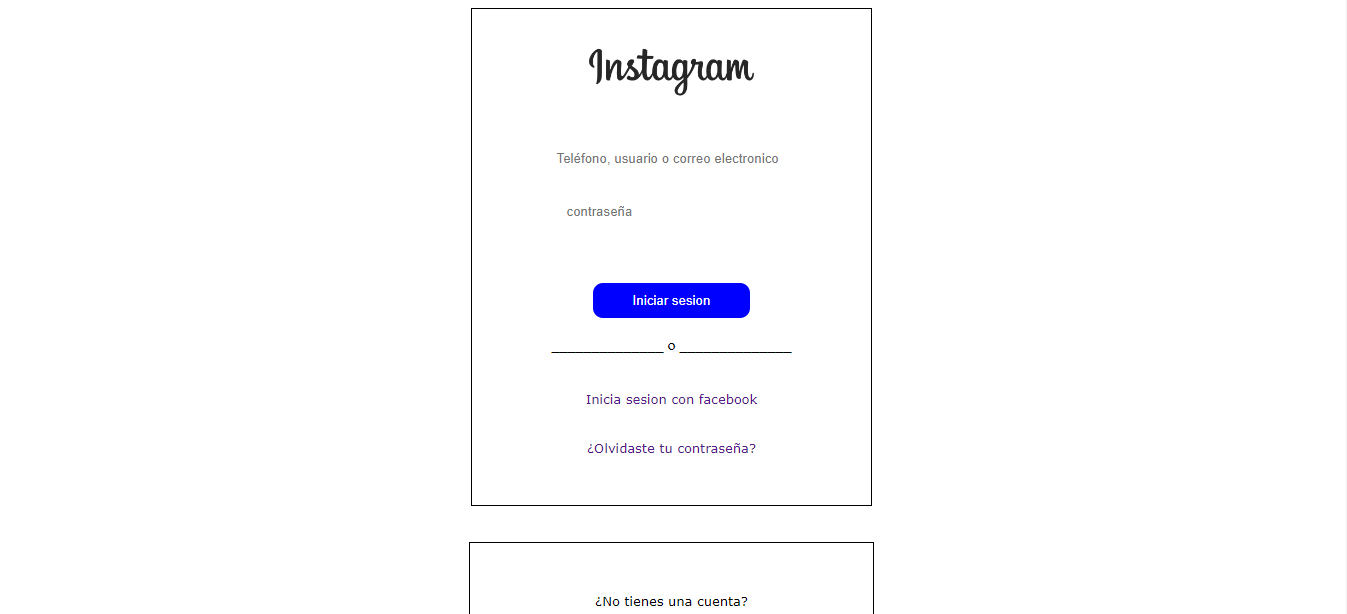 Instagram
Teléfono, usuario o correo electronico
contraseña
Iniciar sesion
______________ o ______________
Inicia sesion con facebook
¿Olvidaste tu contraseña?
¿No tienes una cuenta?